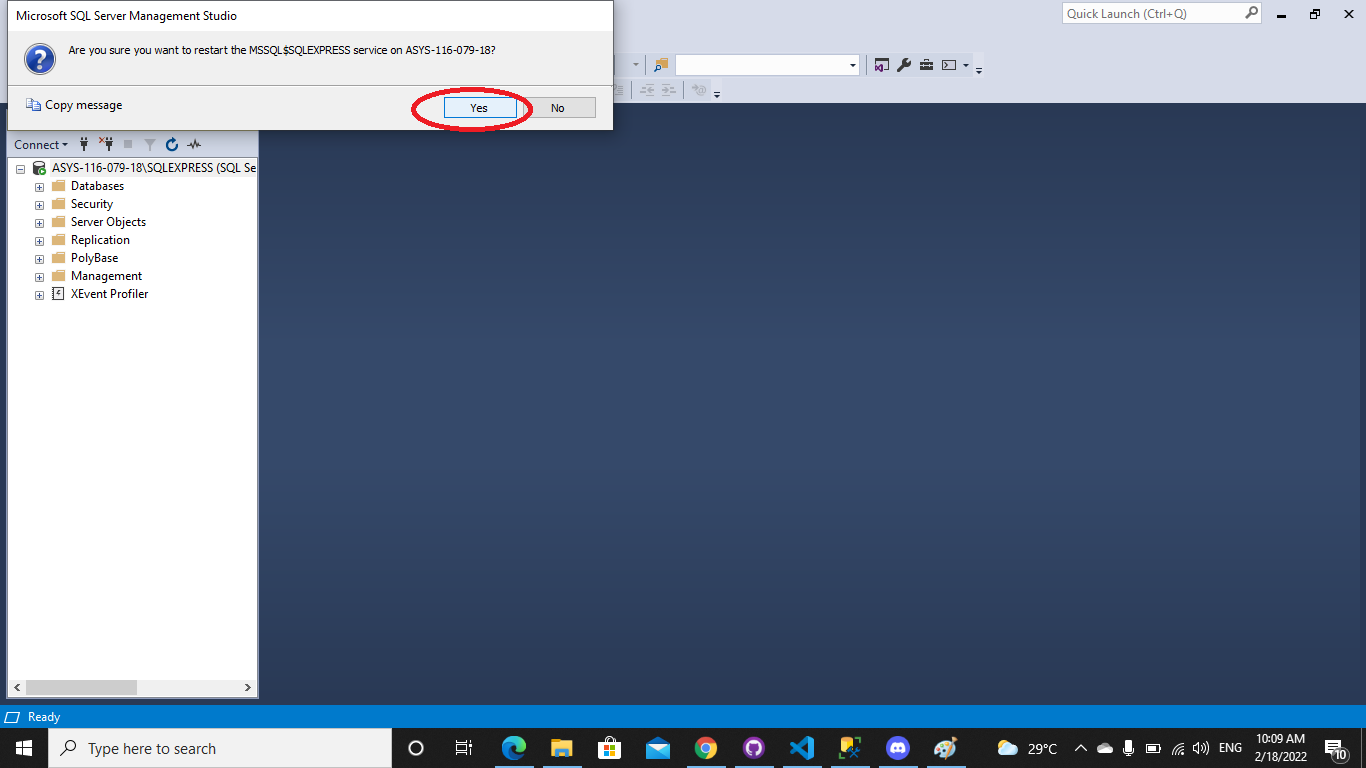 Microsoft SQL Server Management Studio
Quick Launch (Ctrl+Q)
Are you sure you want to restart the MSSQL$SQLEXPRESS service on ASYS-116-079-18?
Copy message
Yes
No
Connect
ASYS-116-079-18\SQLEXPRESS (SQL Se
Databases
Security
Server Objects
Replication
PolyBase
Management
XEvent Profiler
Ready
Type here to search
29°C
ENG
10:09 AM
2/18/2022
10